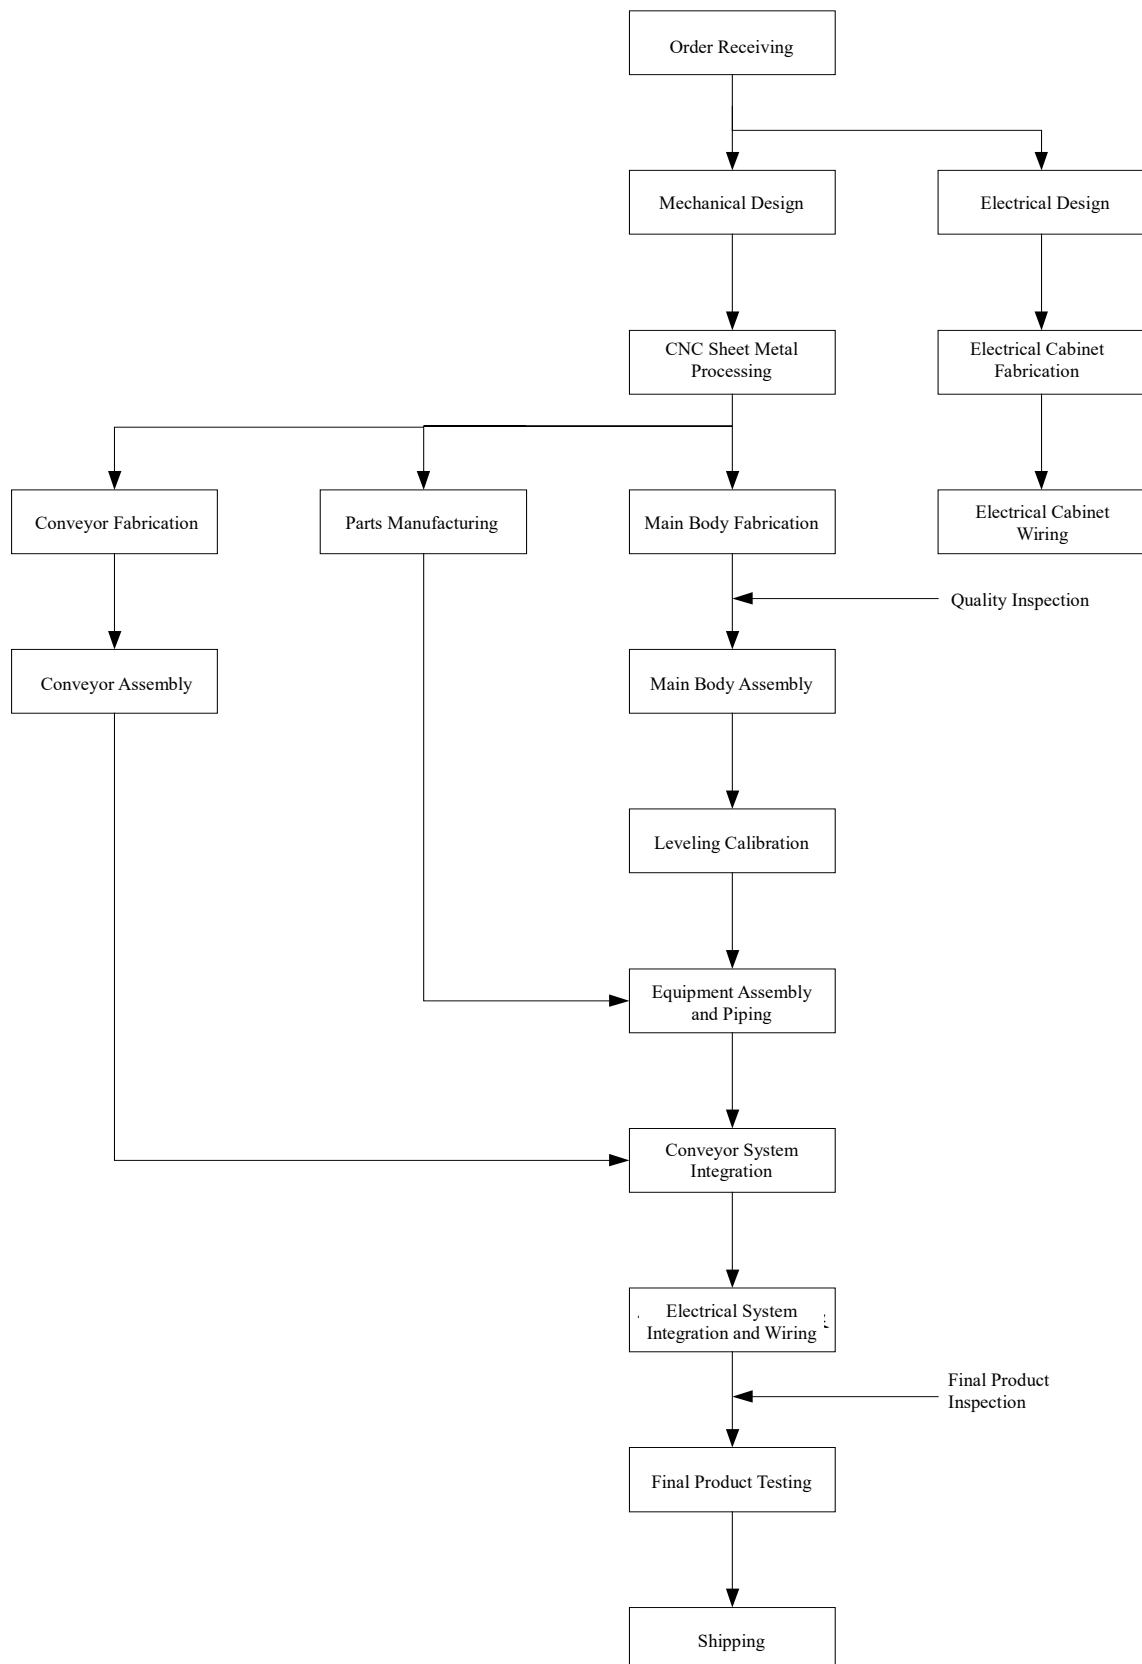 Order Receiving
Mechanical Design
Electrical Design
CNC Sheet Metal
Processing
Electrical Cabinet
Fabrication
Conveyor Fabrication
Parts Manufacturing
Main Body Fabrication
Electrical Cabinet
Wiring
Quality Inspection
Conveyor Assembly
Main Body Assembly
Leveling Calibration
Equipment Assembly
and Piping
Conveyor System
Integration
Electrical System
Integration and Wiring
Final Product
Inspection
Final Product Testing
Shipping